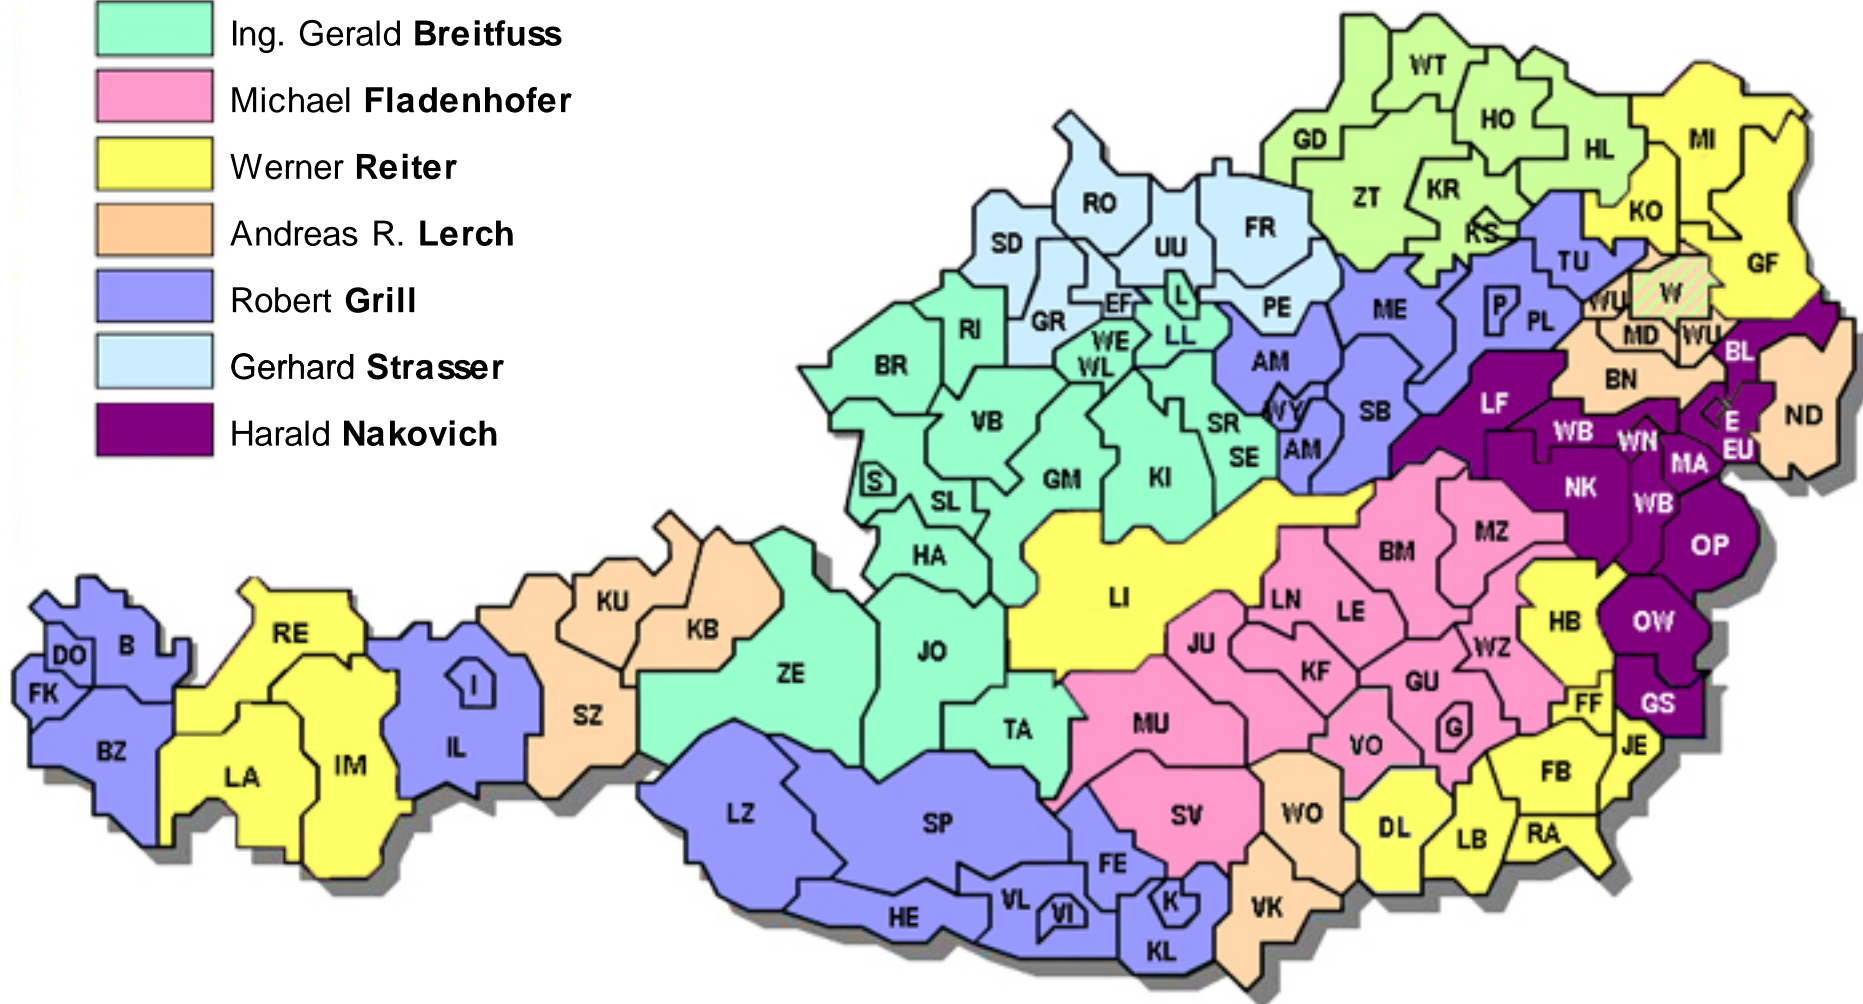 Ing. Gerald Breitfuss
Michael Fladenhofer
Werner Reiter
Andreas R. Lerch
Robert Grill
Gerhard Strasser
Harald Nakovich
WT
HO
GD
HL
MI
ZT
KR
KS
KO
RO
FR
SD
UU
TU
GF
EF
L
PE
ME
P
PL
WU
W
GR
RI
WE
LL
MD
WU
BL
BR
WL
AM
BN
VB
SR
WY
SB
LF
E
ND
WB
WN
EU
S
SL
GM
KI
SE
AM
NK
MA
WB
HA
BM
MZ
OP
LI
KU
KB
LN
LE
HB
OW
RE
B
DO
FK
JO
JU
KF
WZ
ZE
I
GU
FF
GS
BZ
SZ
IL
TA
MU
VO
G
JE
LA
IM
FB
LZ
SP
SV
WO
DL
LB
RA
FE
HE
VL
VI
K
VK
KL